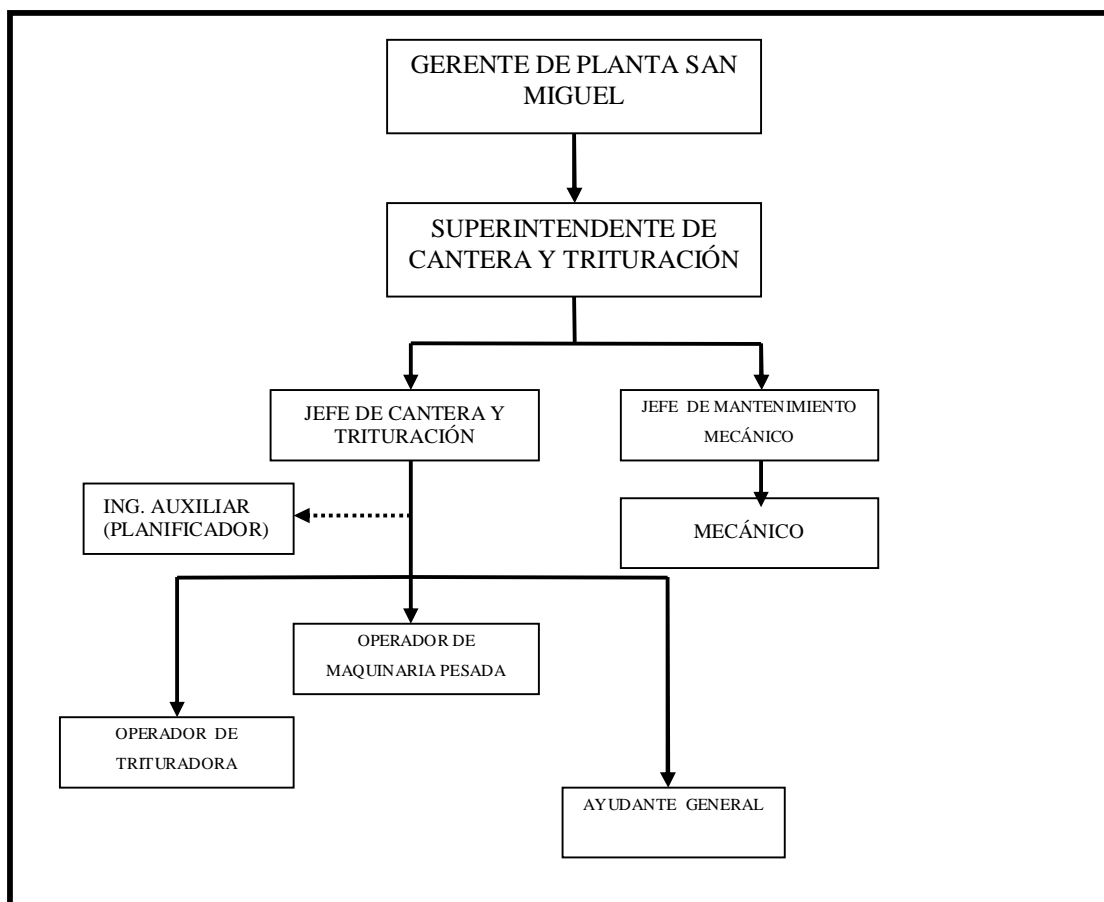 GERENTE DE PLANTA SAN
MIGUEL
SUPERINTENDENTE DE
CANTERA Y TRITURACIÓN
JEFE DE CANTERA Y
TRITURACIÓN
JEFE DE MANTENIMIENTO
MECÁNICO
ING. AUXILIAR
(PLANIFICADOR)
MECÁNICO
OPERADOR DE
MAQUINARIA PESADA
OPERADOR DE
TRITURADORA
AYUDANTE GENERAL